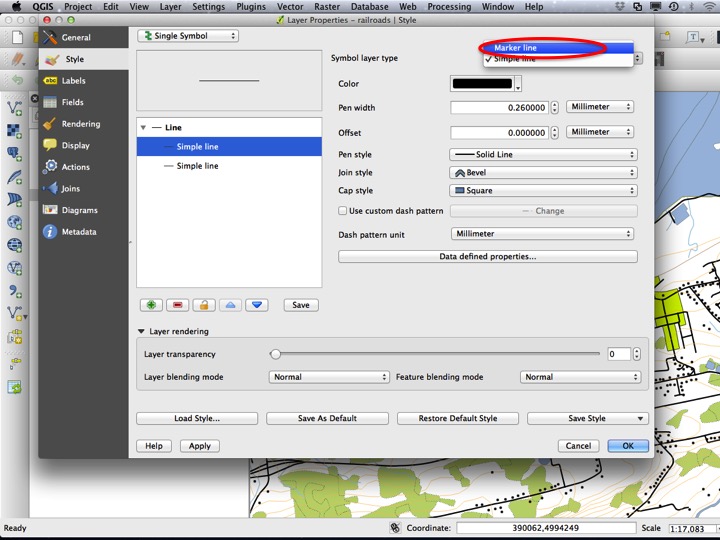 QGIS Project Edit View Layer Settings Plugins Vector Raster Database Web Processing Window Help
Layer Properties - railroads | Style
General
Style
Labels
Fields
Rendering
Display
Actions
Joins
Diagrams
Metadata
Single Symbol
Line
Simple line
Simple line
Save
Symbol layer type
Marker line
✓ Simple line
Color
Pen width 0.260000 Millimeter
Offset 0.000000 Millimeter
Pen style Solid Line
Join style Bevel
Cap style Square
Use custom dash pattern Change
Dash pattern unit Millimeter
Data defined properties...
Layer rendering
Layer transparency 0
Layer blending mode Normal Feature blending mode Normal
Load Style... Save As Default Restore Default Style Save Style
Help Apply Cancel OK
Ready Coordinate: 390062,4994249 Scale 1:17,083